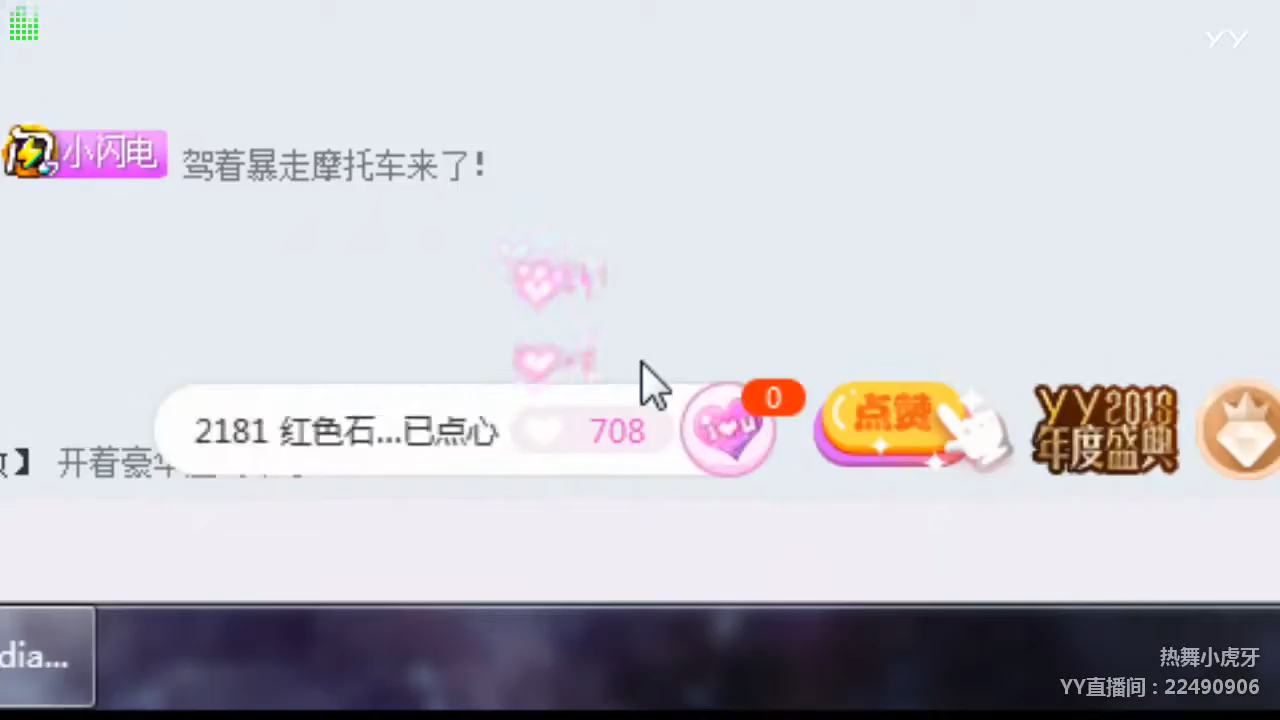 YY
小闪电 驾着暴走摩托车来了!
2181 红色石...已点心 708
I♥U
0
点赞
YY2018
年度盛典
】 开着豪华
dia...
热舞小虎牙
YY直播间：22490906